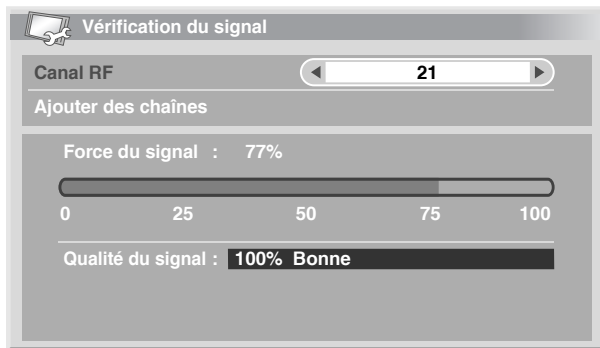 Vérification du signal
Canal RF 21
Ajouter des chaînes
Force du signal : 77%
0 25 50 75 100
Qualité du signal : 100% Bonne